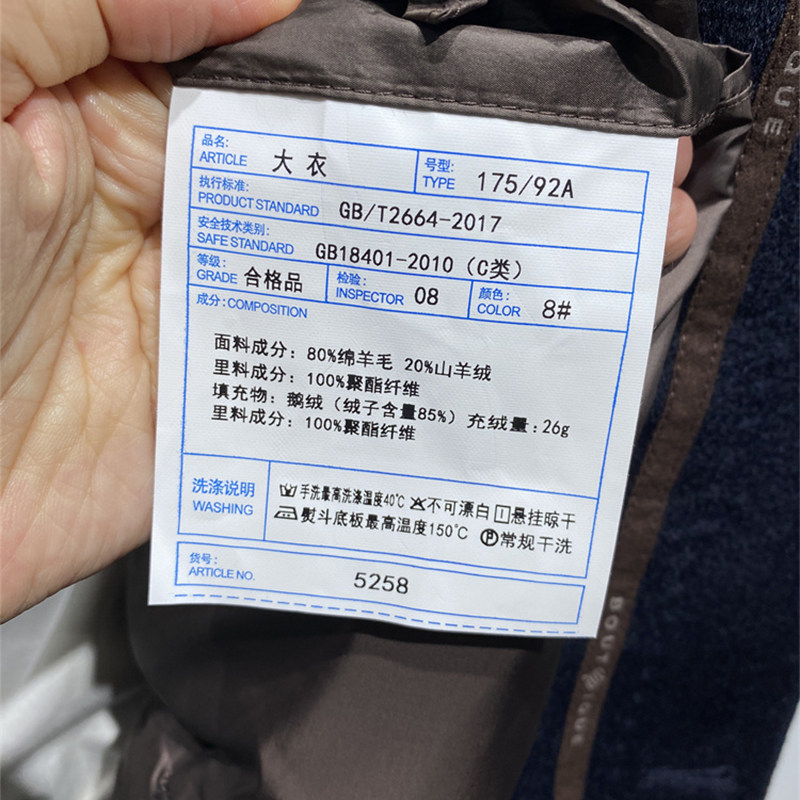 品名: 大衣 号型: 175/92A
ARTICLE TYPE
执行标准: GB/T2664-2017
PRODUCT STANDARD
安全技术类别: GB18401-2010（C类）
SAFE STANDARD
等级: 合格品 检验: 08 颜色: 8#
GRADE INSPECTOR COLOR
成分:COMPOSITION
面料成分：80%绵羊毛 20%山羊绒
里料成分：100%聚酯纤维
填充物：鹅绒（绒子含量85%）充绒量：26g
里料成分：100%聚酯纤维
洗涤说明 手洗最高洗涤温度40℃ 不可漂白 悬挂晾干
WASHING 熨斗底板最高温度150℃ P常规干洗
货号: 5258
ARTICLE NO.
QUE
BOUTIQUE